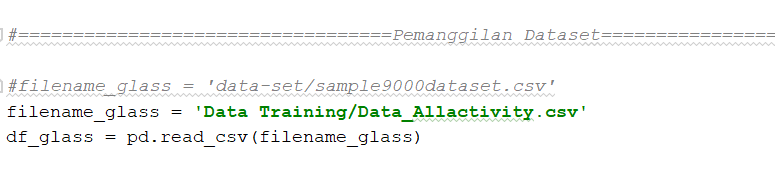 #==================================Pemanggilan Dataset================
#filename_glass = 'data-set/sample9000dataset.csv'
filename_glass = 'Data Training/Data_Allactivity.csv'
df_glass = pd.read_csv(filename_glass)